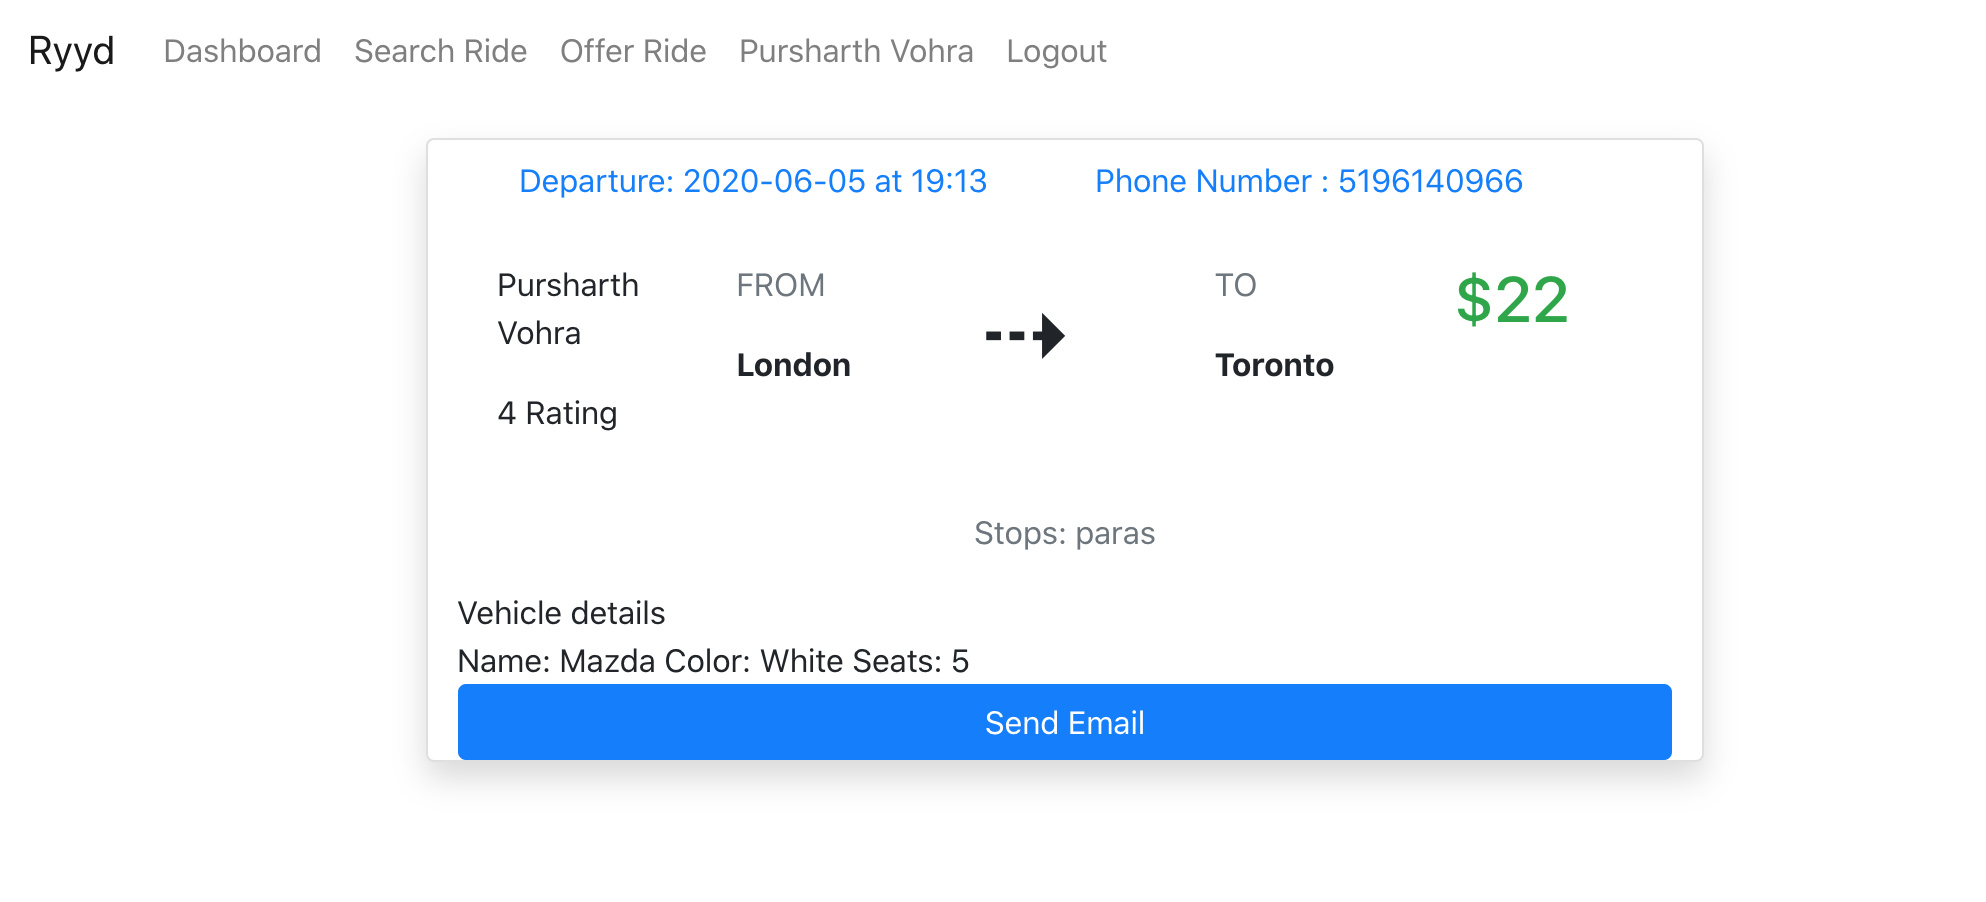 Ryyd Dashboard Search Ride Offer Ride Pursharth Vohra Logout
Departure: 2020-06-05 at 19:13 Phone Number : 5196140966
Pursharth
Vohra
4 Rating
FROM
London
TO
Toronto
$22
Stops: paras
Vehicle details
Name: Mazda Color: White Seats: 5
Send Email